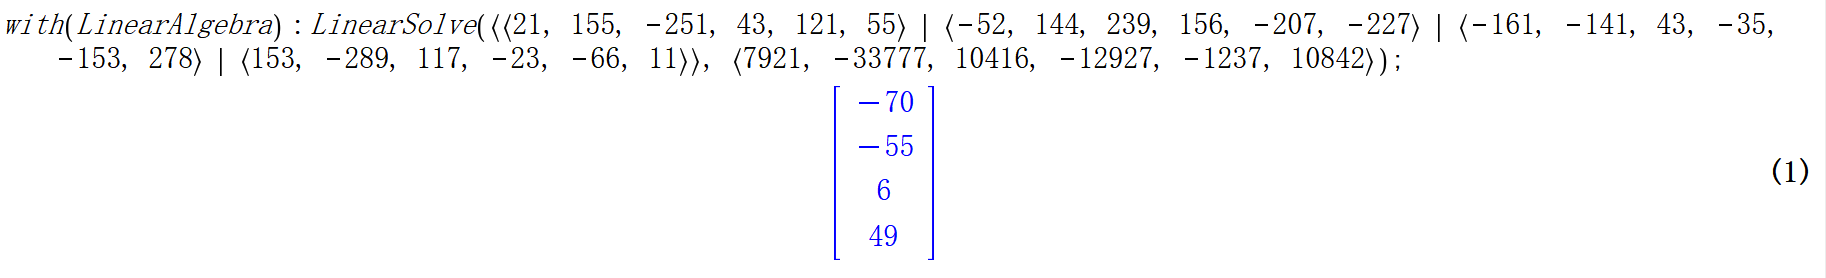 with(LinearAlgebra) : LinearSolve(⟨⟨21, 155, −251, 43, 121, 55⟩ | ⟨−52, 144, 239, 156, −207, −227⟩ | ⟨−161, −141, 43, −35,
−153, 278⟩ | ⟨153, −289, 117, −23, −66, 11⟩⟩, ⟨7921, −33777, 10416, −12927, −1237, 10842⟩);
−70
−55
6
49
(1)